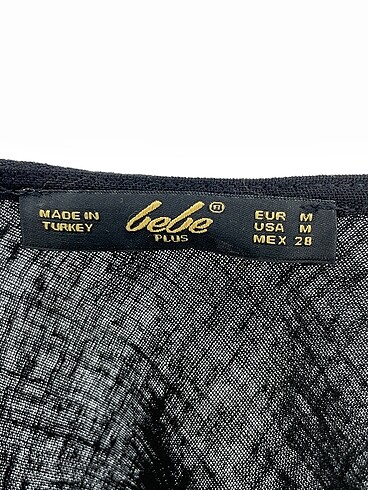 MADE IN
TURKEY
bebe
PLUS
EUR M
USA M
MEX 28